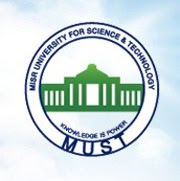 MISR UNIVERSITY FOR SCIENCE & TECHNOLOGY
KNOWLEDGE IS POWER
MUST